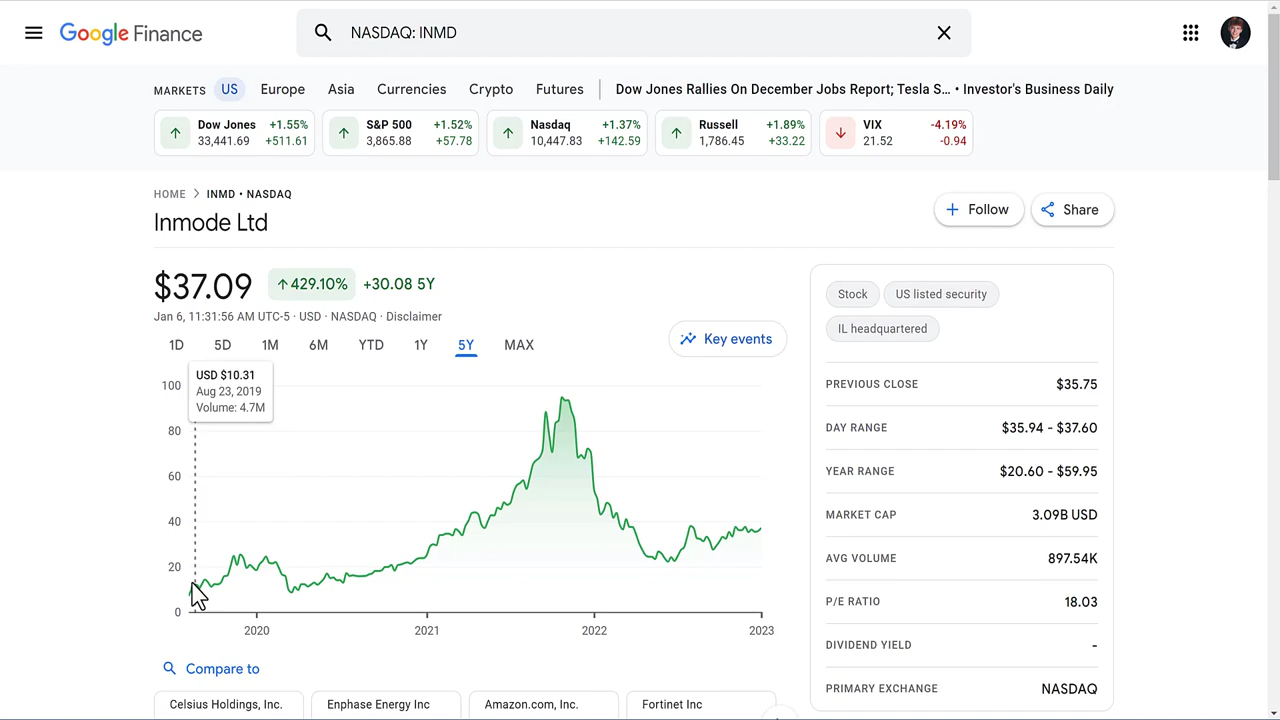 Google Finance
NASDAQ: INMD
MARKETS US Europe Asia Currencies Crypto Futures Dow Jones Rallies On December Jobs Report; Tesla S... • Investor's Business Daily
Dow Jones +1.55% S&P 500 +1.52% Nasdaq +1.37% Russell +1.89% VIX -4.19%
33,441.69 +511.61 3,865.88 +57.78 10,447.83 +142.59 1,786.45 +33.22 21.52 -0.94
HOME > INMD • NASDAQ
Inmode Ltd
+ Follow Share
$37.09 ↑429.10% +30.08 5Y
Jan 6, 11:31:56 AM UTC-5 · USD · NASDAQ · Disclaimer
1D 5D 1M 6M YTD 1Y 5Y MAX
Key events
USD $10.31
Aug 23, 2019
Volume: 4.7M
100
80
60
40
20
0
2020 2021 2022 2023
Compare to
Celsius Holdings, Inc. Enphase Energy Inc Amazon.com, Inc. Fortinet Inc
Stock US listed security
IL headquartered
PREVIOUS CLOSE $35.75
DAY RANGE $35.94 - $37.60
YEAR RANGE $20.60 - $59.95
MARKET CAP 3.09B USD
AVG VOLUME 897.54K
P/E RATIO 18.03
DIVIDEND YIELD -
PRIMARY EXCHANGE NASDAQ